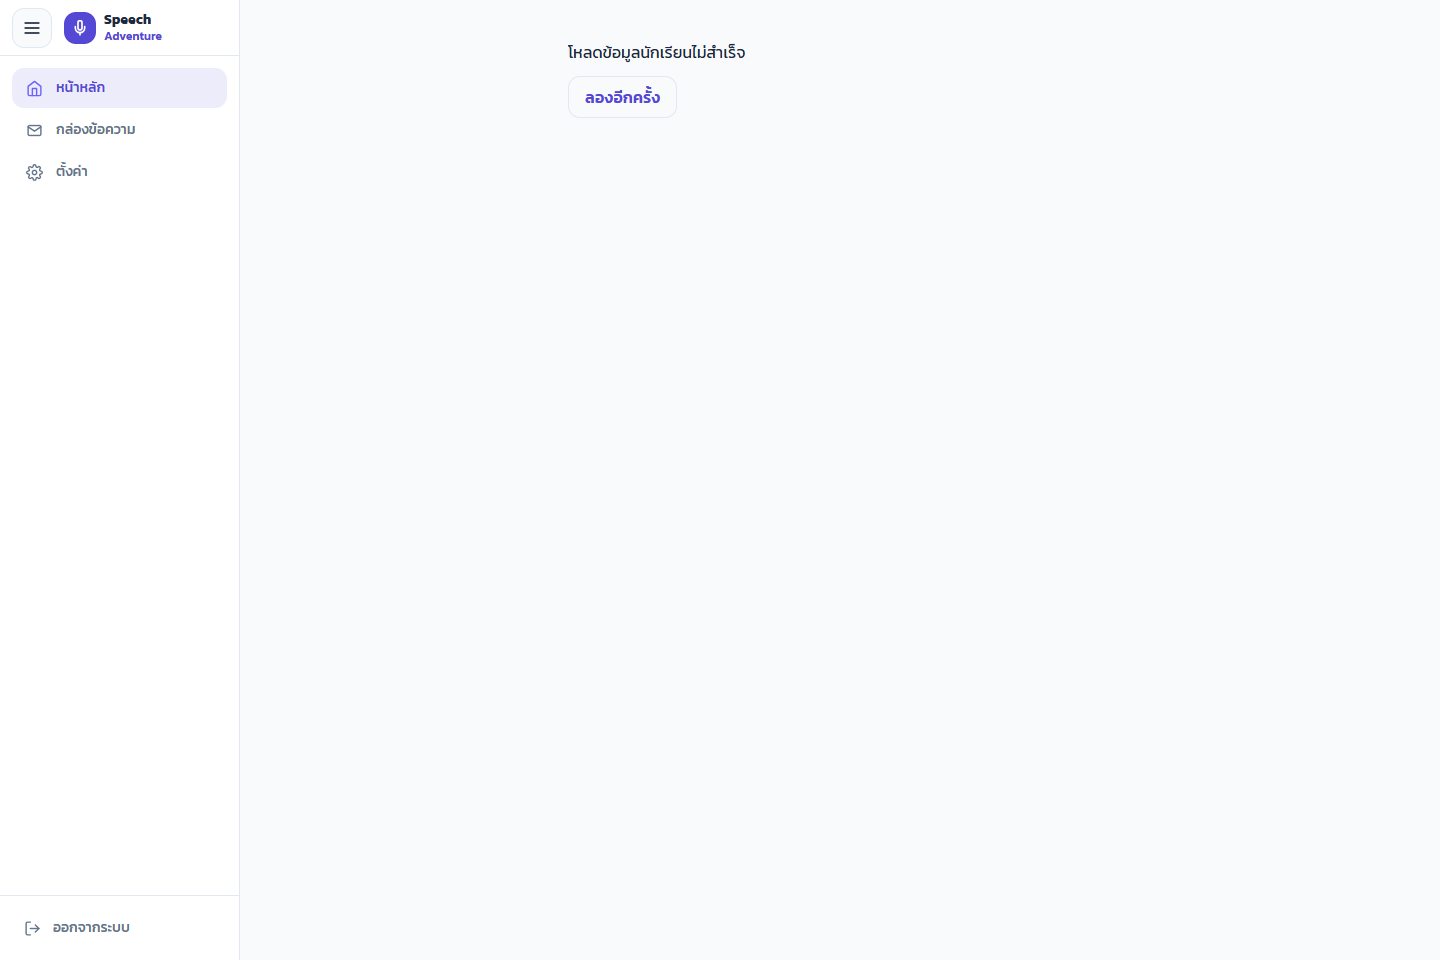 Speech
Adventure
หน้าหลัก
กล่องข้อความ
ตั้งค่า
ออกจากระบบ
โหลดข้อมูลนักเรียนไม่สำเร็จ
ลองอีกครั้ง